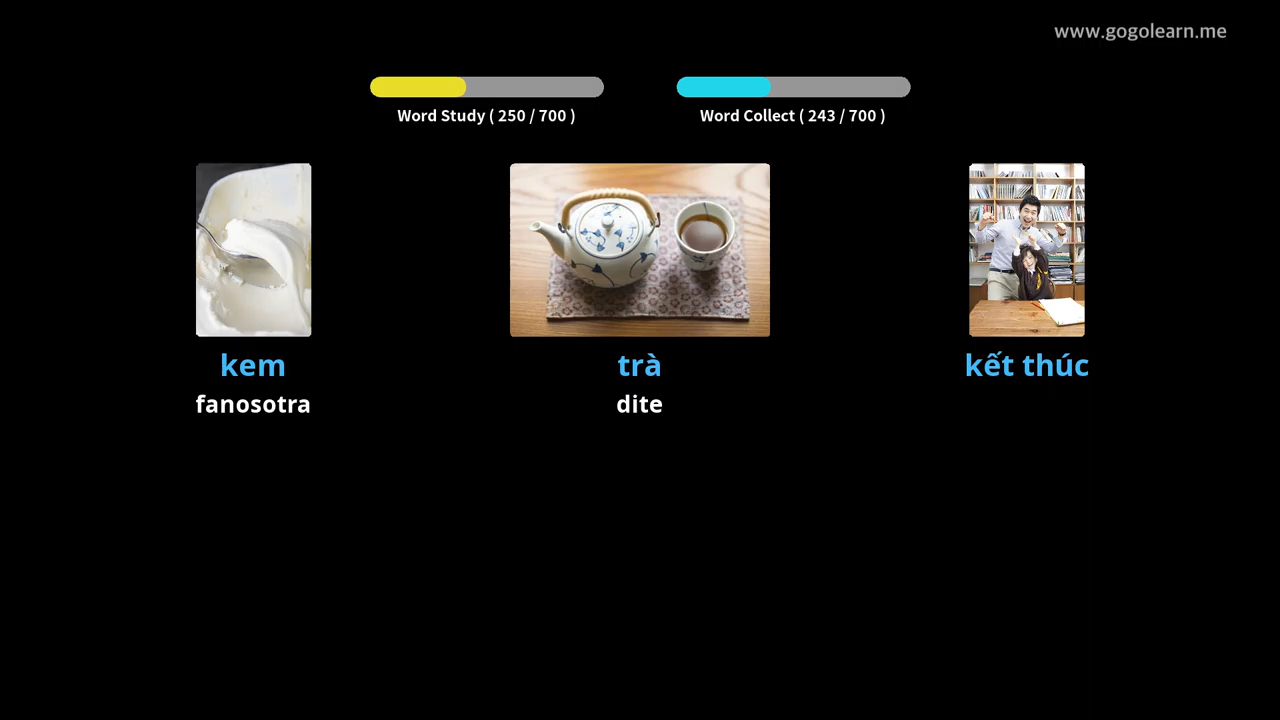 www.gogolearn.me
Word Study ( 250 / 700 )
Word Collect ( 243 / 700 )
kem
fanosotra
trà
dite
kết thúc